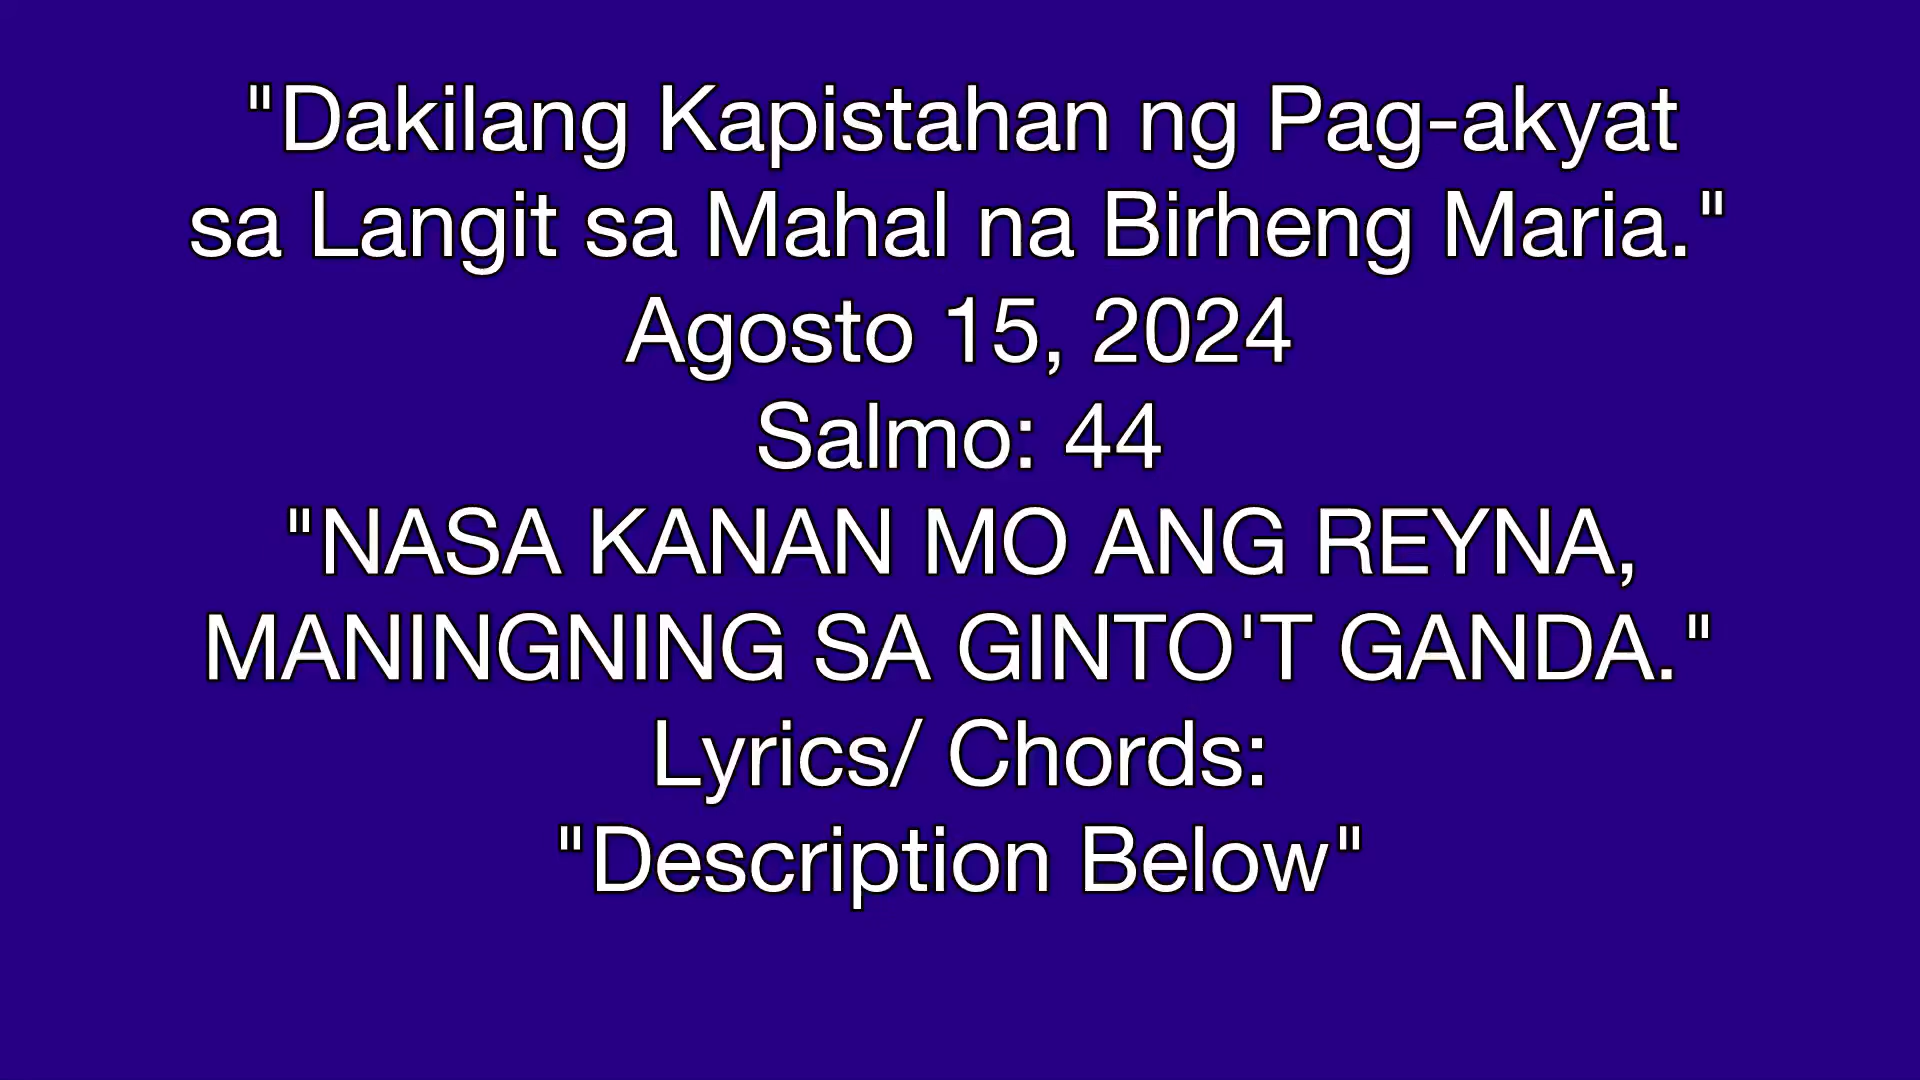 "Dakilang Kapistahan ng Pag-akyat
sa Langit sa Mahal na Birheng Maria."
Agosto 15, 2024
Salmo: 44
"NASA KANAN MO ANG REYNA,
MANINGNING SA GINTO'T GANDA."
Lyrics/ Chords:
"Description Below"